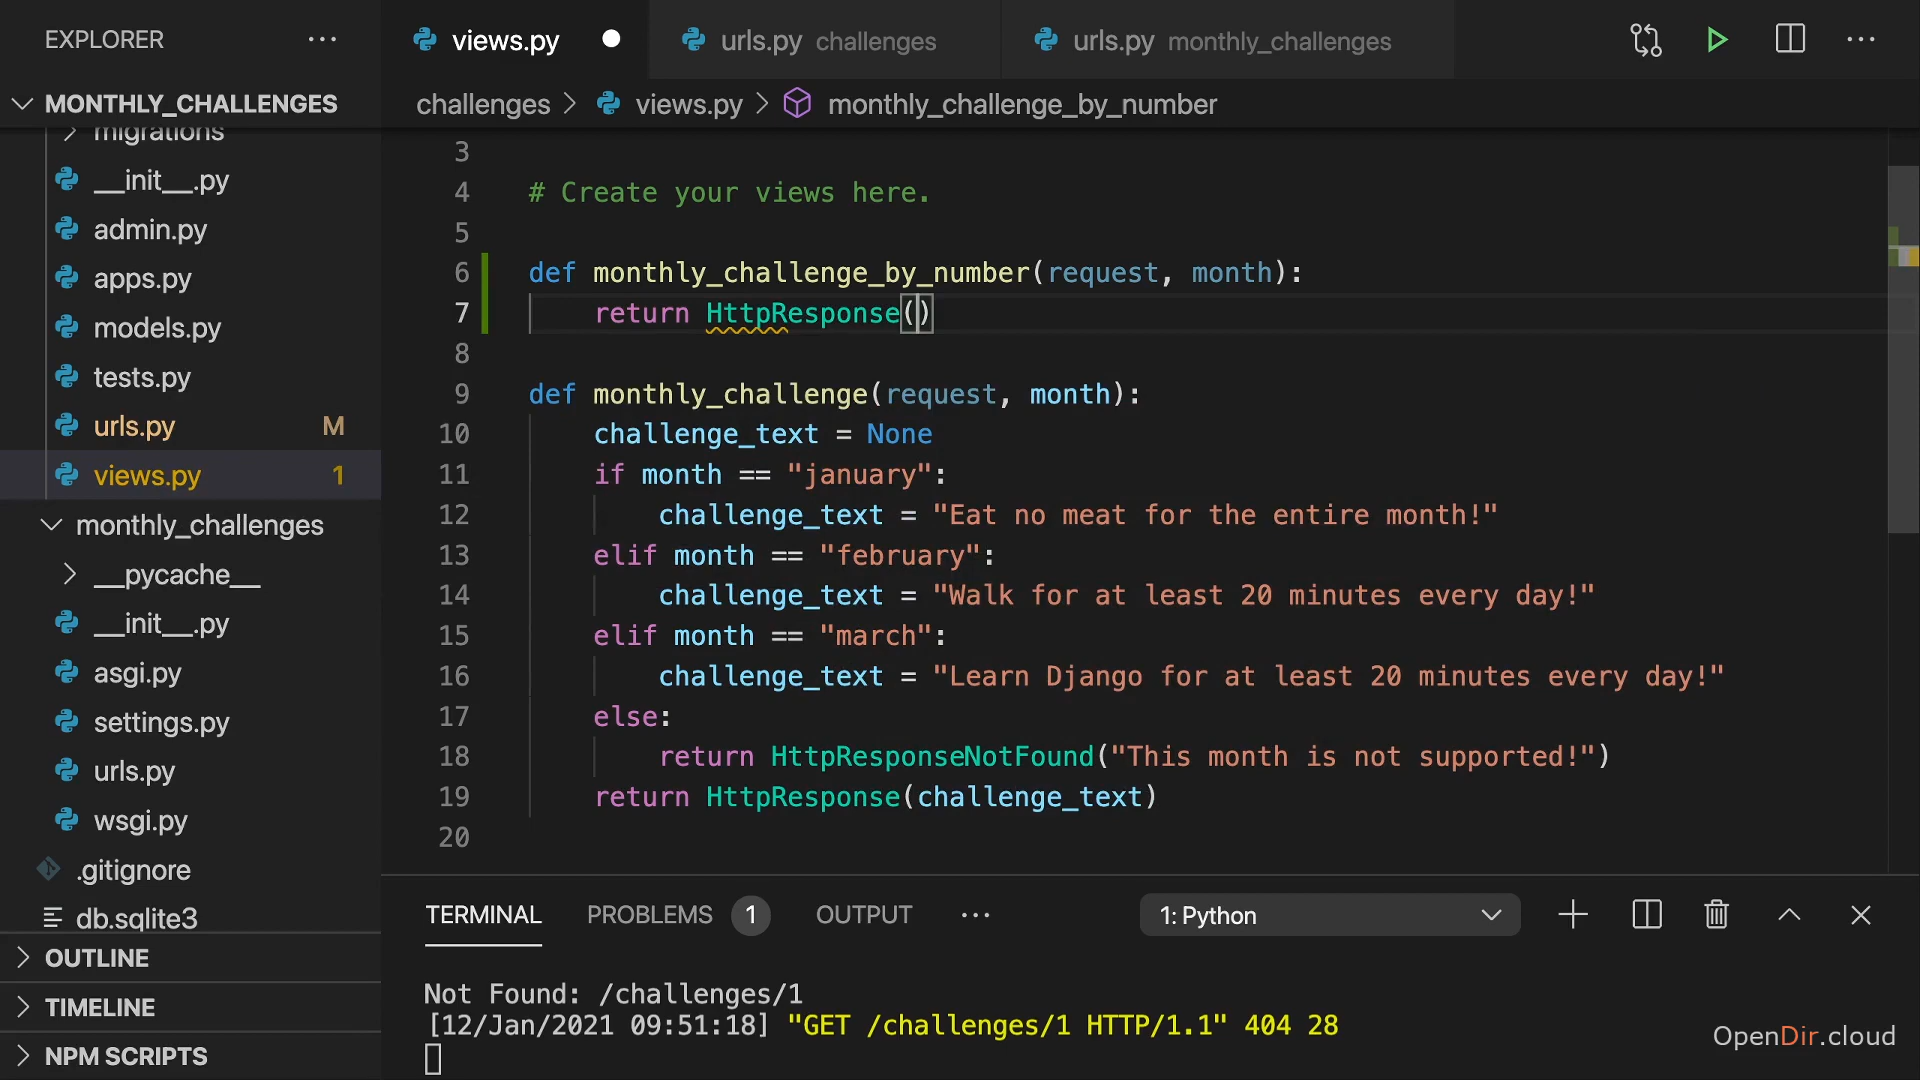 EXPLORER
MONTHLY_CHALLENGES
migrations
__init__.py
admin.py
apps.py
models.py
tests.py
urls.py M
views.py 1
monthly_challenges
__pycache__
__init__.py
asgi.py
settings.py
urls.py
wsgi.py
.gitignore
db.sqlite3
OUTLINE
TIMELINE
NPM SCRIPTS
views.py
urls.py challenges
urls.py monthly_challenges
challenges > views.py > monthly_challenge_by_number
3
4 # Create your views here.
5
6 def monthly_challenge_by_number(request, month):
7     return HttpResponse()
8
9 def monthly_challenge(request, month):
10     challenge_text = None
11     if month == "january":
12         challenge_text = "Eat no meat for the entire month!"
13     elif month == "february":
14         challenge_text = "Walk for at least 20 minutes every day!"
15     elif month == "march":
16         challenge_text = "Learn Django for at least 20 minutes every day!"
17     else:
18         return HttpResponseNotFound("This month is not supported!")
19     return HttpResponse(challenge_text)
20
TERMINAL PROBLEMS 1 OUTPUT 1: Python
Not Found: /challenges/1
[12/Jan/2021 09:51:18] "GET /challenges/1 HTTP/1.1" 404 28
OpenDir.cloud